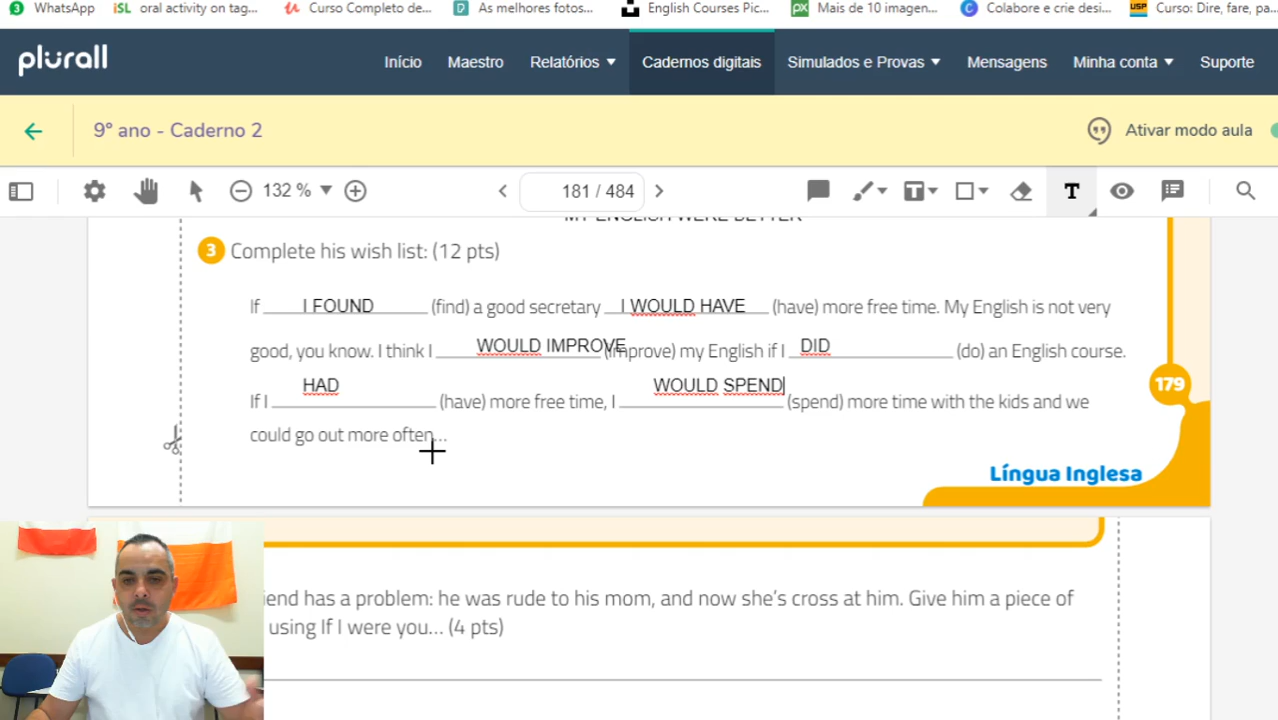 WhatsApp iSL oral activity on tag... Curso Completo de... As melhores fotos... English Courses Pic... Mais de 10 imagen... Colabore e crie desi... USP Curso: Dire, fare, pa...
plurall Início Maestro Relatórios Cadernos digitais Simulados e Provas Mensagens Minha conta Suporte
9º ano - Caderno 2 Ativar modo aula
132 % 181 / 484 T
MY ENGLISH WERE BETTER
3 Complete his wish list: (12 pts)
If I FOUND (find) a good secretary I WOULD HAVE (have) more free time. My English is not very
good, you know. I think I WOULD IMPROVE (improve) my English if I DID (do) an English course.
If I HAD (have) more free time, I WOULD SPEND (spend) more time with the kids and we
could go out more often...
179
Língua Inglesa
iend has a problem: he was rude to his mom, and now she's cross at him. Give him a piece of
using If I were you... (4 pts)